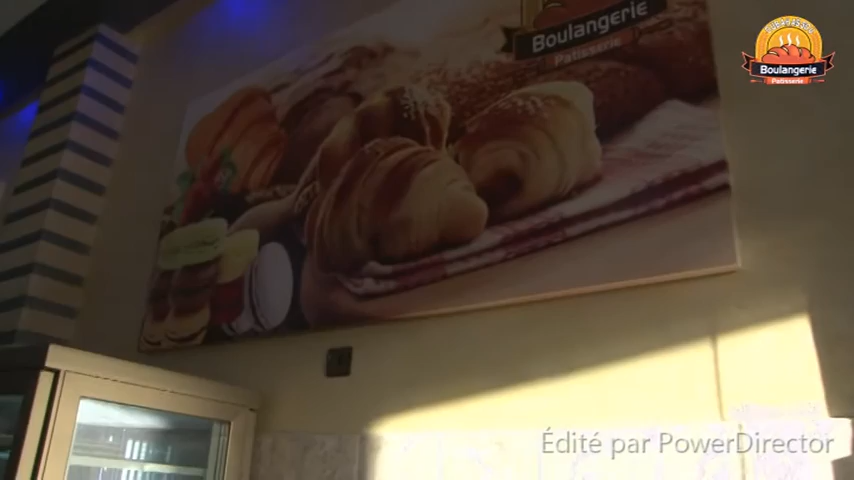 Boulangerie
Patisserie
Boulangerie
Patisserie
Édité par PowerDirector